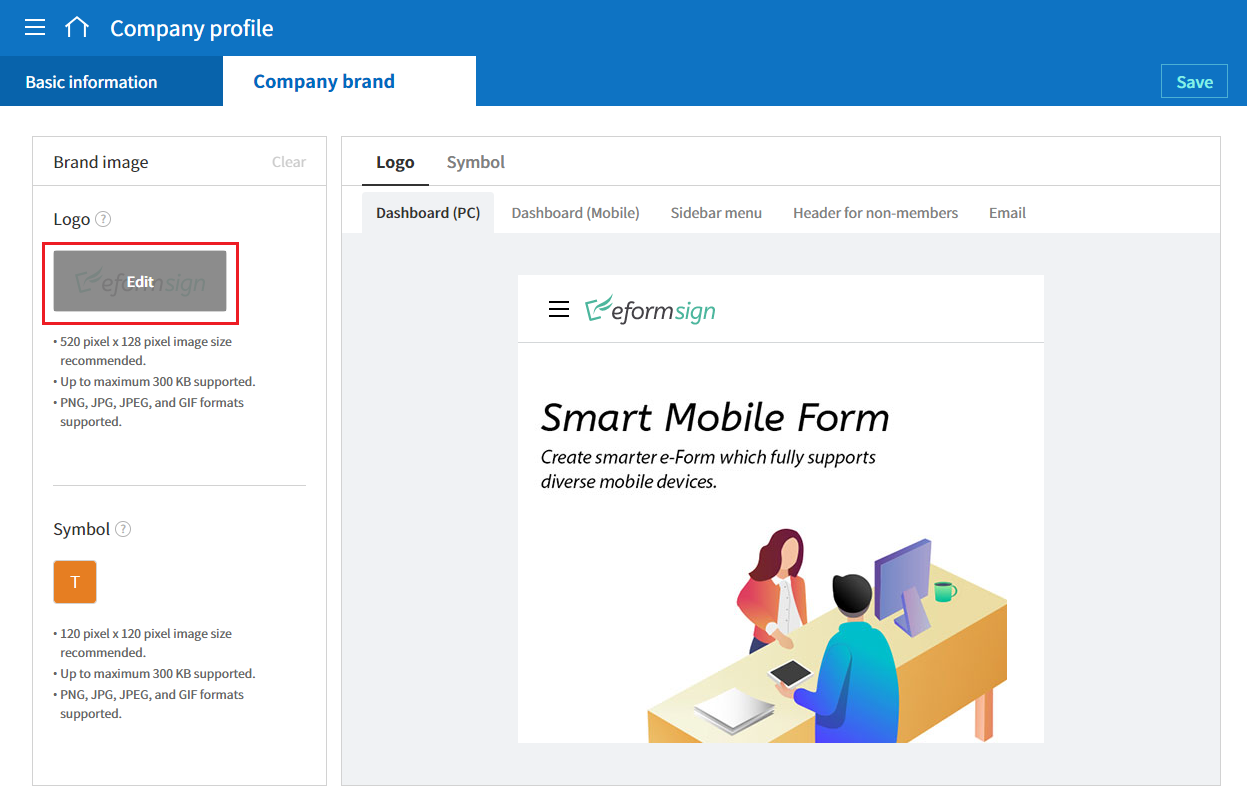 Company profile
Basic information
Company brand
Save
Brand image
Clear
Logo ?
eformsign
Edit
• 520 pixel x 128 pixel image size
recommended.
• Up to maximum 300 KB supported.
• PNG, JPG, JPEG, and GIF formats
supported.
Symbol ?
T
• 120 pixel x 120 pixel image size
recommended.
• Up to maximum 300 KB supported.
• PNG, JPG, JPEG, and GIF formats
supported.
Logo
Symbol
Dashboard (PC)
Dashboard (Mobile)
Sidebar menu
Header for non-members
Email
eformsign
Smart Mobile Form
Create smarter e-Form which fully supports
diverse mobile devices.